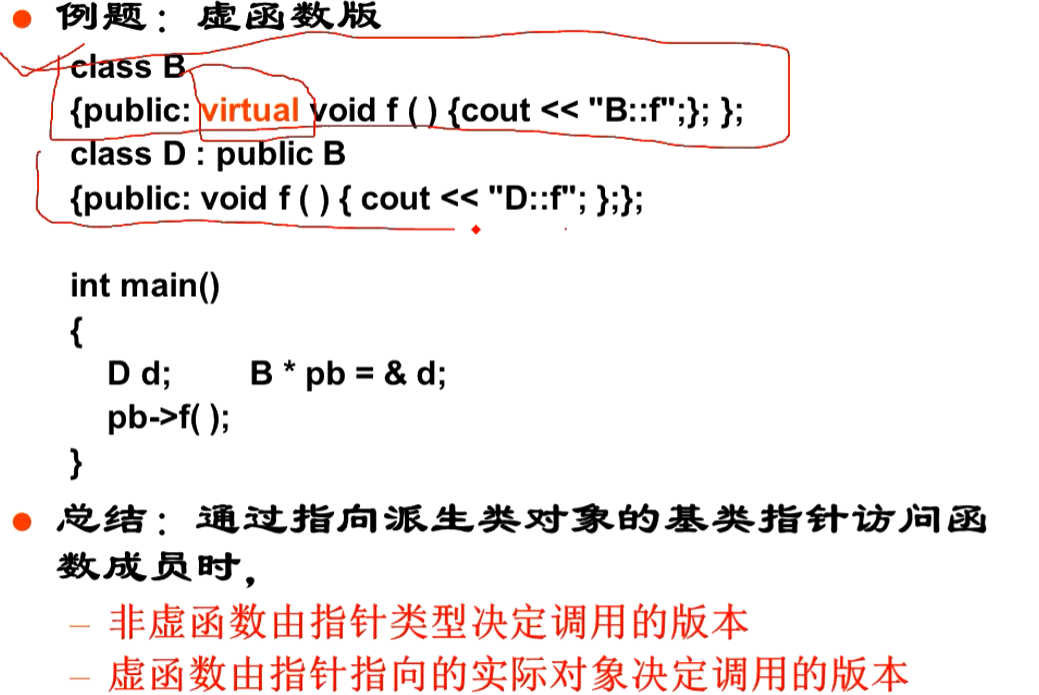 ● 例题：虚函数版
class B
{public: virtual void f ( ) {cout << "B::f";}; };
class D : public B
{public: void f ( ) { cout << "D::f"; };};
int main()
{
D d; B * pb = & d;
pb->f( );
}
● 总结：通过指向派生类对象的基类指针访问函
数成员时，
– 非虚函数由指针类型决定调用的版本
– 虚函数由指针指向的实际对象决定调用的版本